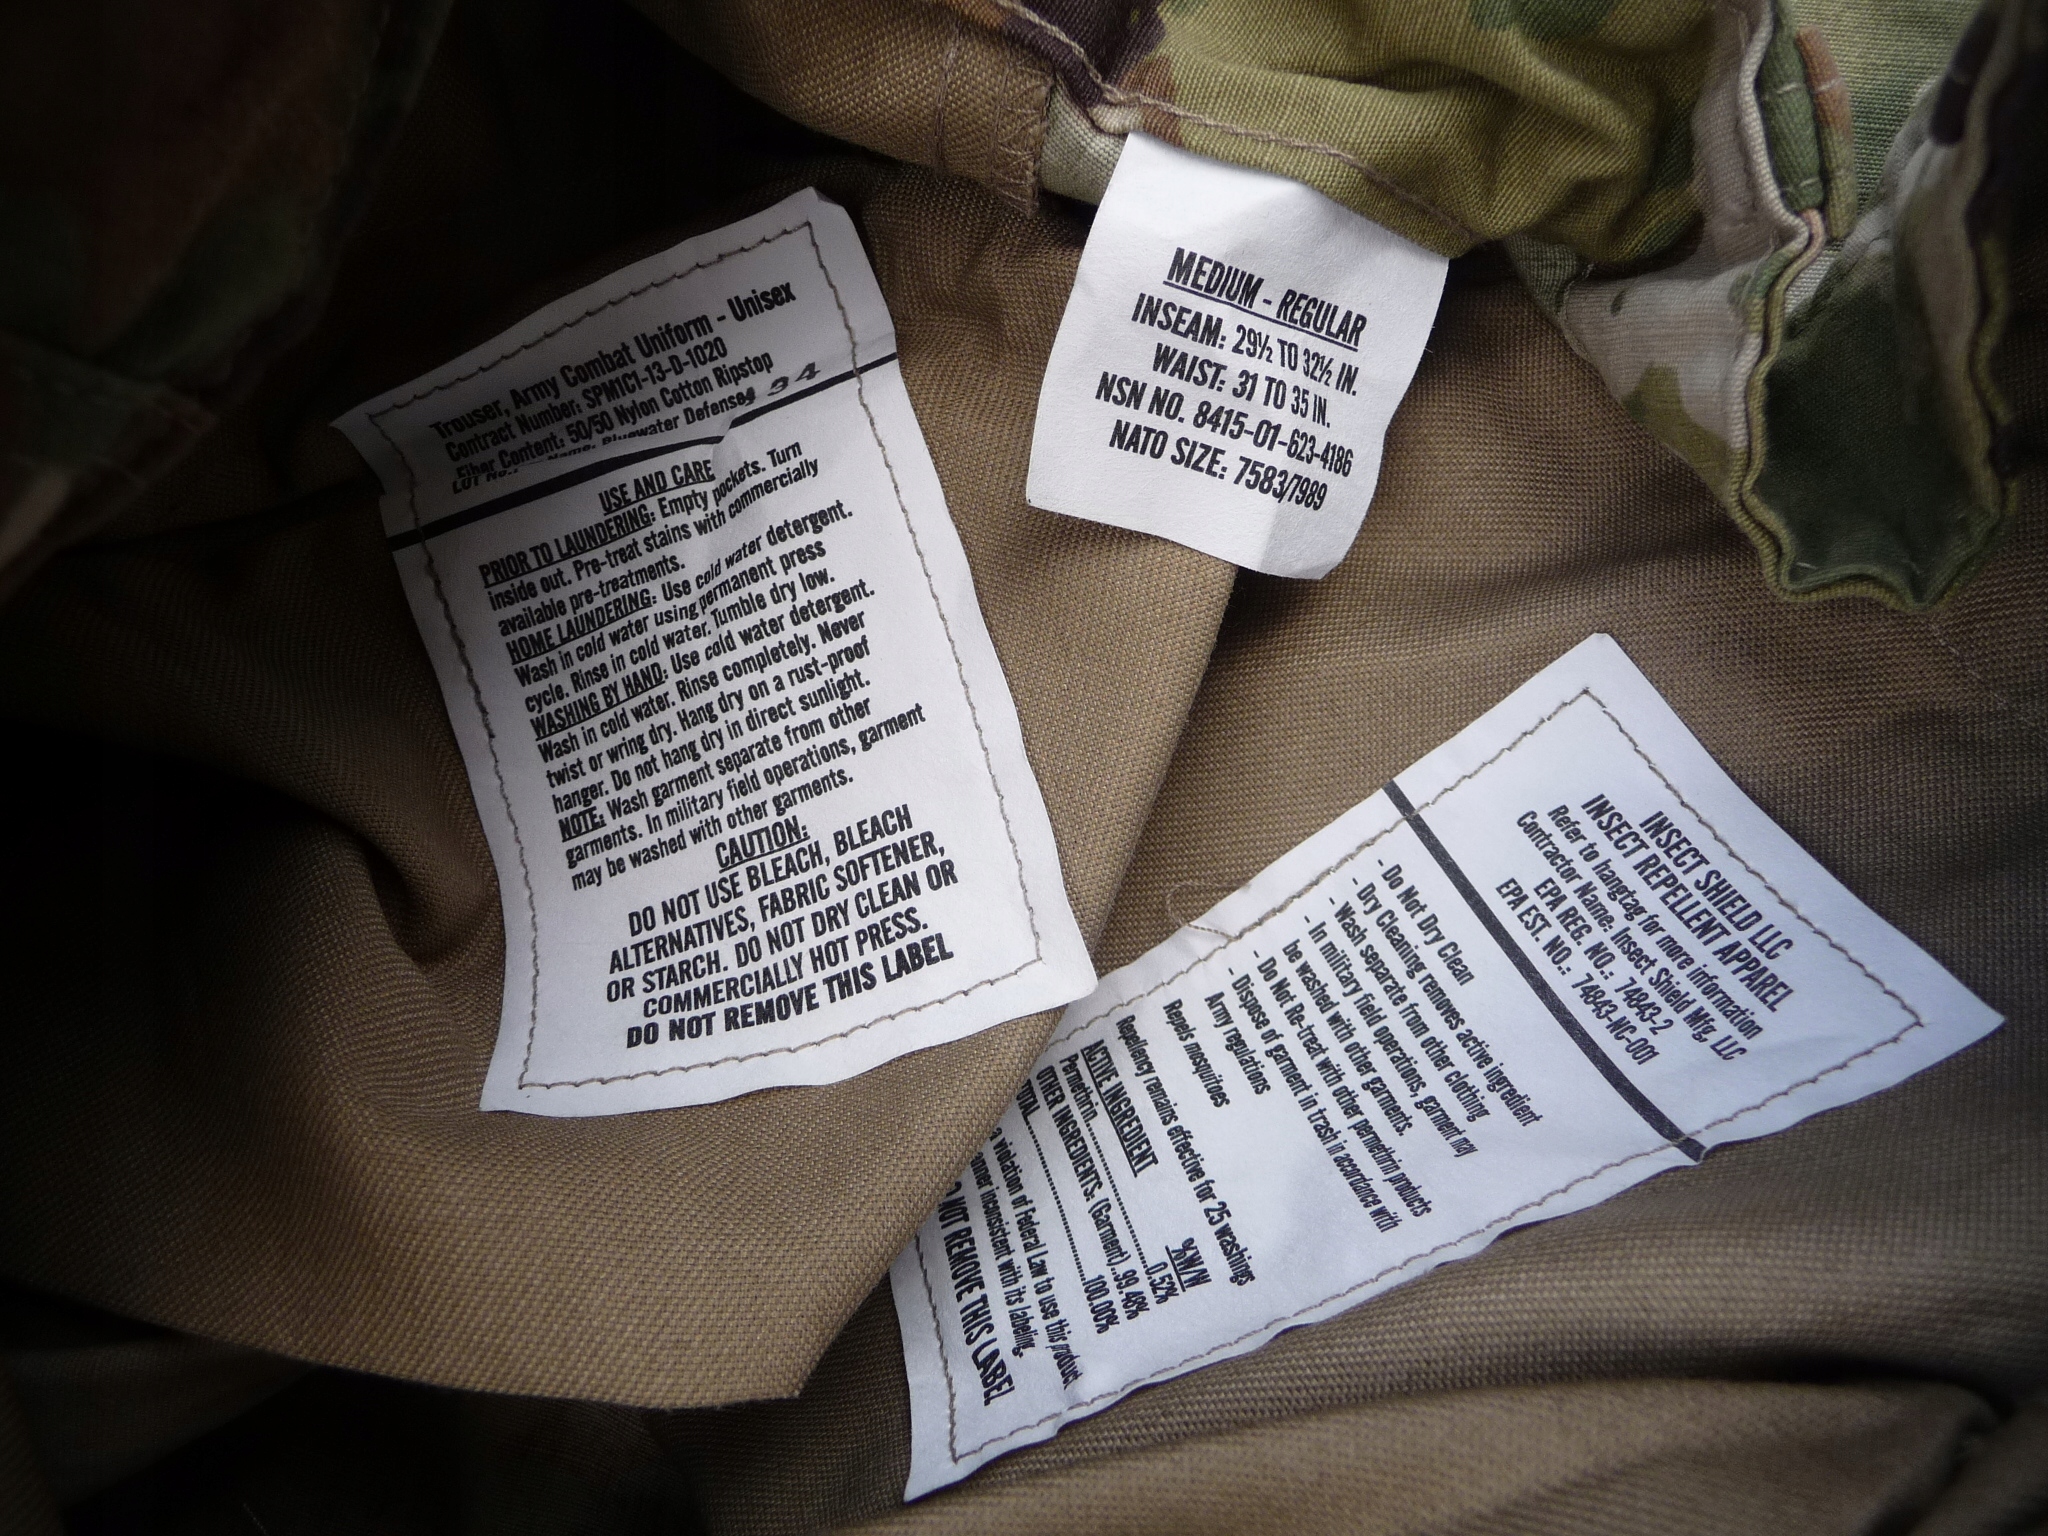 Trouser, Army Combat Uniform - Unisex
Contract Number: SPM1C1-13-D-1020
Fiber Content: 50/50 Nylon Cotton Ripstop
Name: Bluewater Defense
USE AND CARE
PRIOR TO LAUNDERING: Empty pockets. Turn
inside out. Pre-treat stains with commercially
available pre-treatments.
HOME LAUNDERING: Use cold water detergent.
Wash in cold water using permanent press
cycle. Rinse in cold water. Tumble dry low.
WASHING BY HAND: Use cold water detergent.
Wash in cold water. Rinse completely. Never
twist or wring dry. Hang dry on a rust-proof
hanger. Do not hang dry in direct sunlight.
NOTE: Wash garment separate from other
garments. In military field operations, garment
may be washed with other garments.
CAUTION:
DO NOT USE BLEACH, BLEACH
ALTERNATIVES, FABRIC SOFTENER,
OR STARCH. DO NOT DRY CLEAN OR
COMMERCIALLY HOT PRESS.
DO NOT REMOVE THIS LABEL
MEDIUM - REGULAR
INSEAM: 29½ TO 32½ IN.
WAIST: 31 TO 35 IN.
NSN NO. 8415-01-623-4186
NATO SIZE: 7583/7989
INSECT SHIELD LLC
INSECT REPELLENT APPAREL
Refer to hangtag for more information
Contractor Name: Insect Shield Mfg, LLC
EPA REG. NO.: 74843-2
EPA EST. NO.: 74843-NC-001
- Do Not Dry Clean
- Dry Cleaning removes active ingredient
- Wash separate from other clothing
- In military field operations, garment may
be washed with other garments.
- Do Not Re-treat with other permethrin products
- Dispose of garment in trash in accordance with
Army regulations
Repels mosquitoes
Repellency remains effective for 25 washings
ACTIVE INGREDIENT %W/W
Permethrin..................0.52%
OTHER INGREDIENTS: (Garment)..99.48%
TOTAL..................100.00%
a violation of Federal Law to use this product
inconsistent with its labeling.
NOT REMOVE THIS LABEL